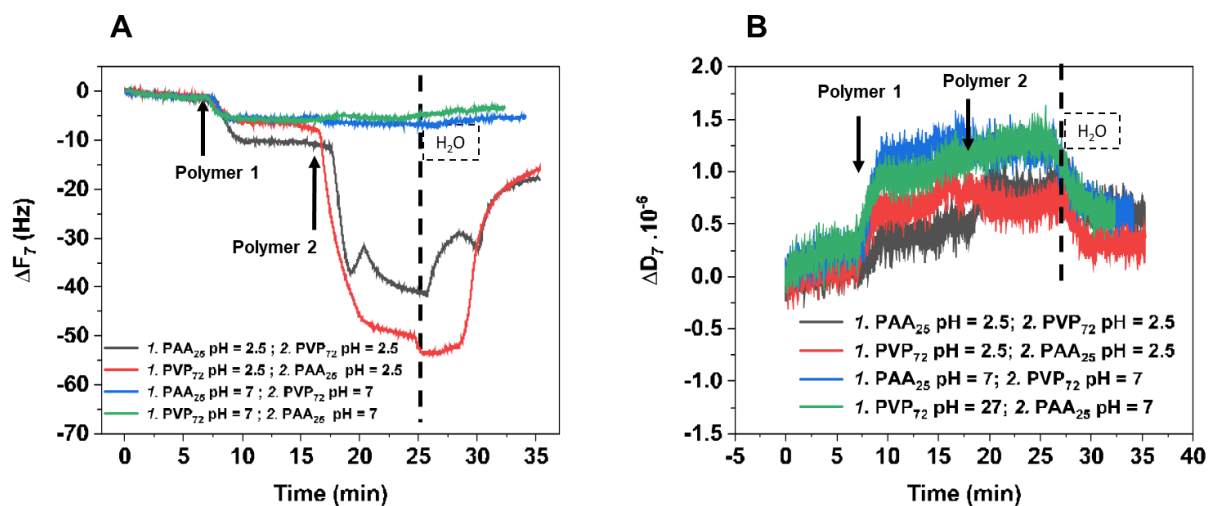 A
B
0
-10
-20
-30
-40
-50
-60
-70
ΔF₇ (Hz)
Polymer 1
Polymer 2
H₂O
1. PAA₂₅ pH = 2.5 ; 2. PVP₇₂ pH = 2.5
1. PVP₇₂ pH = 2.5 ; 2. PAA₂₅ pH = 2.5
1. PAA₂₅ pH = 7 ; 2. PVP₇₂ pH = 7
1. PVP₇₂ pH = 7 ; 2. PAA₂₅ pH = 7
0 5 10 15 20 25 30 35
Time (min)
2.0
1.5
1.0
0.5
0.0
-0.5
-1.0
-1.5
ΔD₇ .10⁻⁶
Polymer 1
Polymer 2
H₂O
1. PAA₂₅ pH = 2.5; 2. PVP₇₂ pH = 2.5
1. PVP₇₂ pH = 2.5; 2. PAA₂₅ pH = 2.5
1. PAA₂₅ pH = 7; 2. PVP₇₂ pH = 7
1. PVP₇₂ pH = 27; 2. PAA₂₅ pH = 7
-5 0 5 10 15 20 25 30 35 40
Time (min)